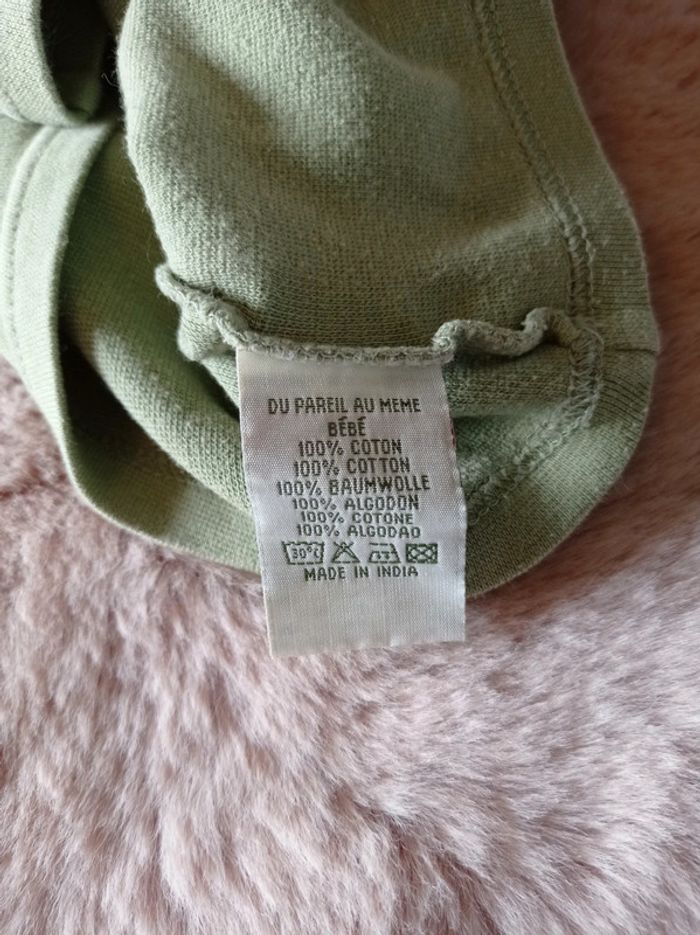 DU PAREIL AU MEME
BÉBÉ
100% COTON
100% COTTON
100% BAUMWOLLE
100% ALGODON
100% COTONE
100% ALGODAO
30°C
MADE IN INDIA